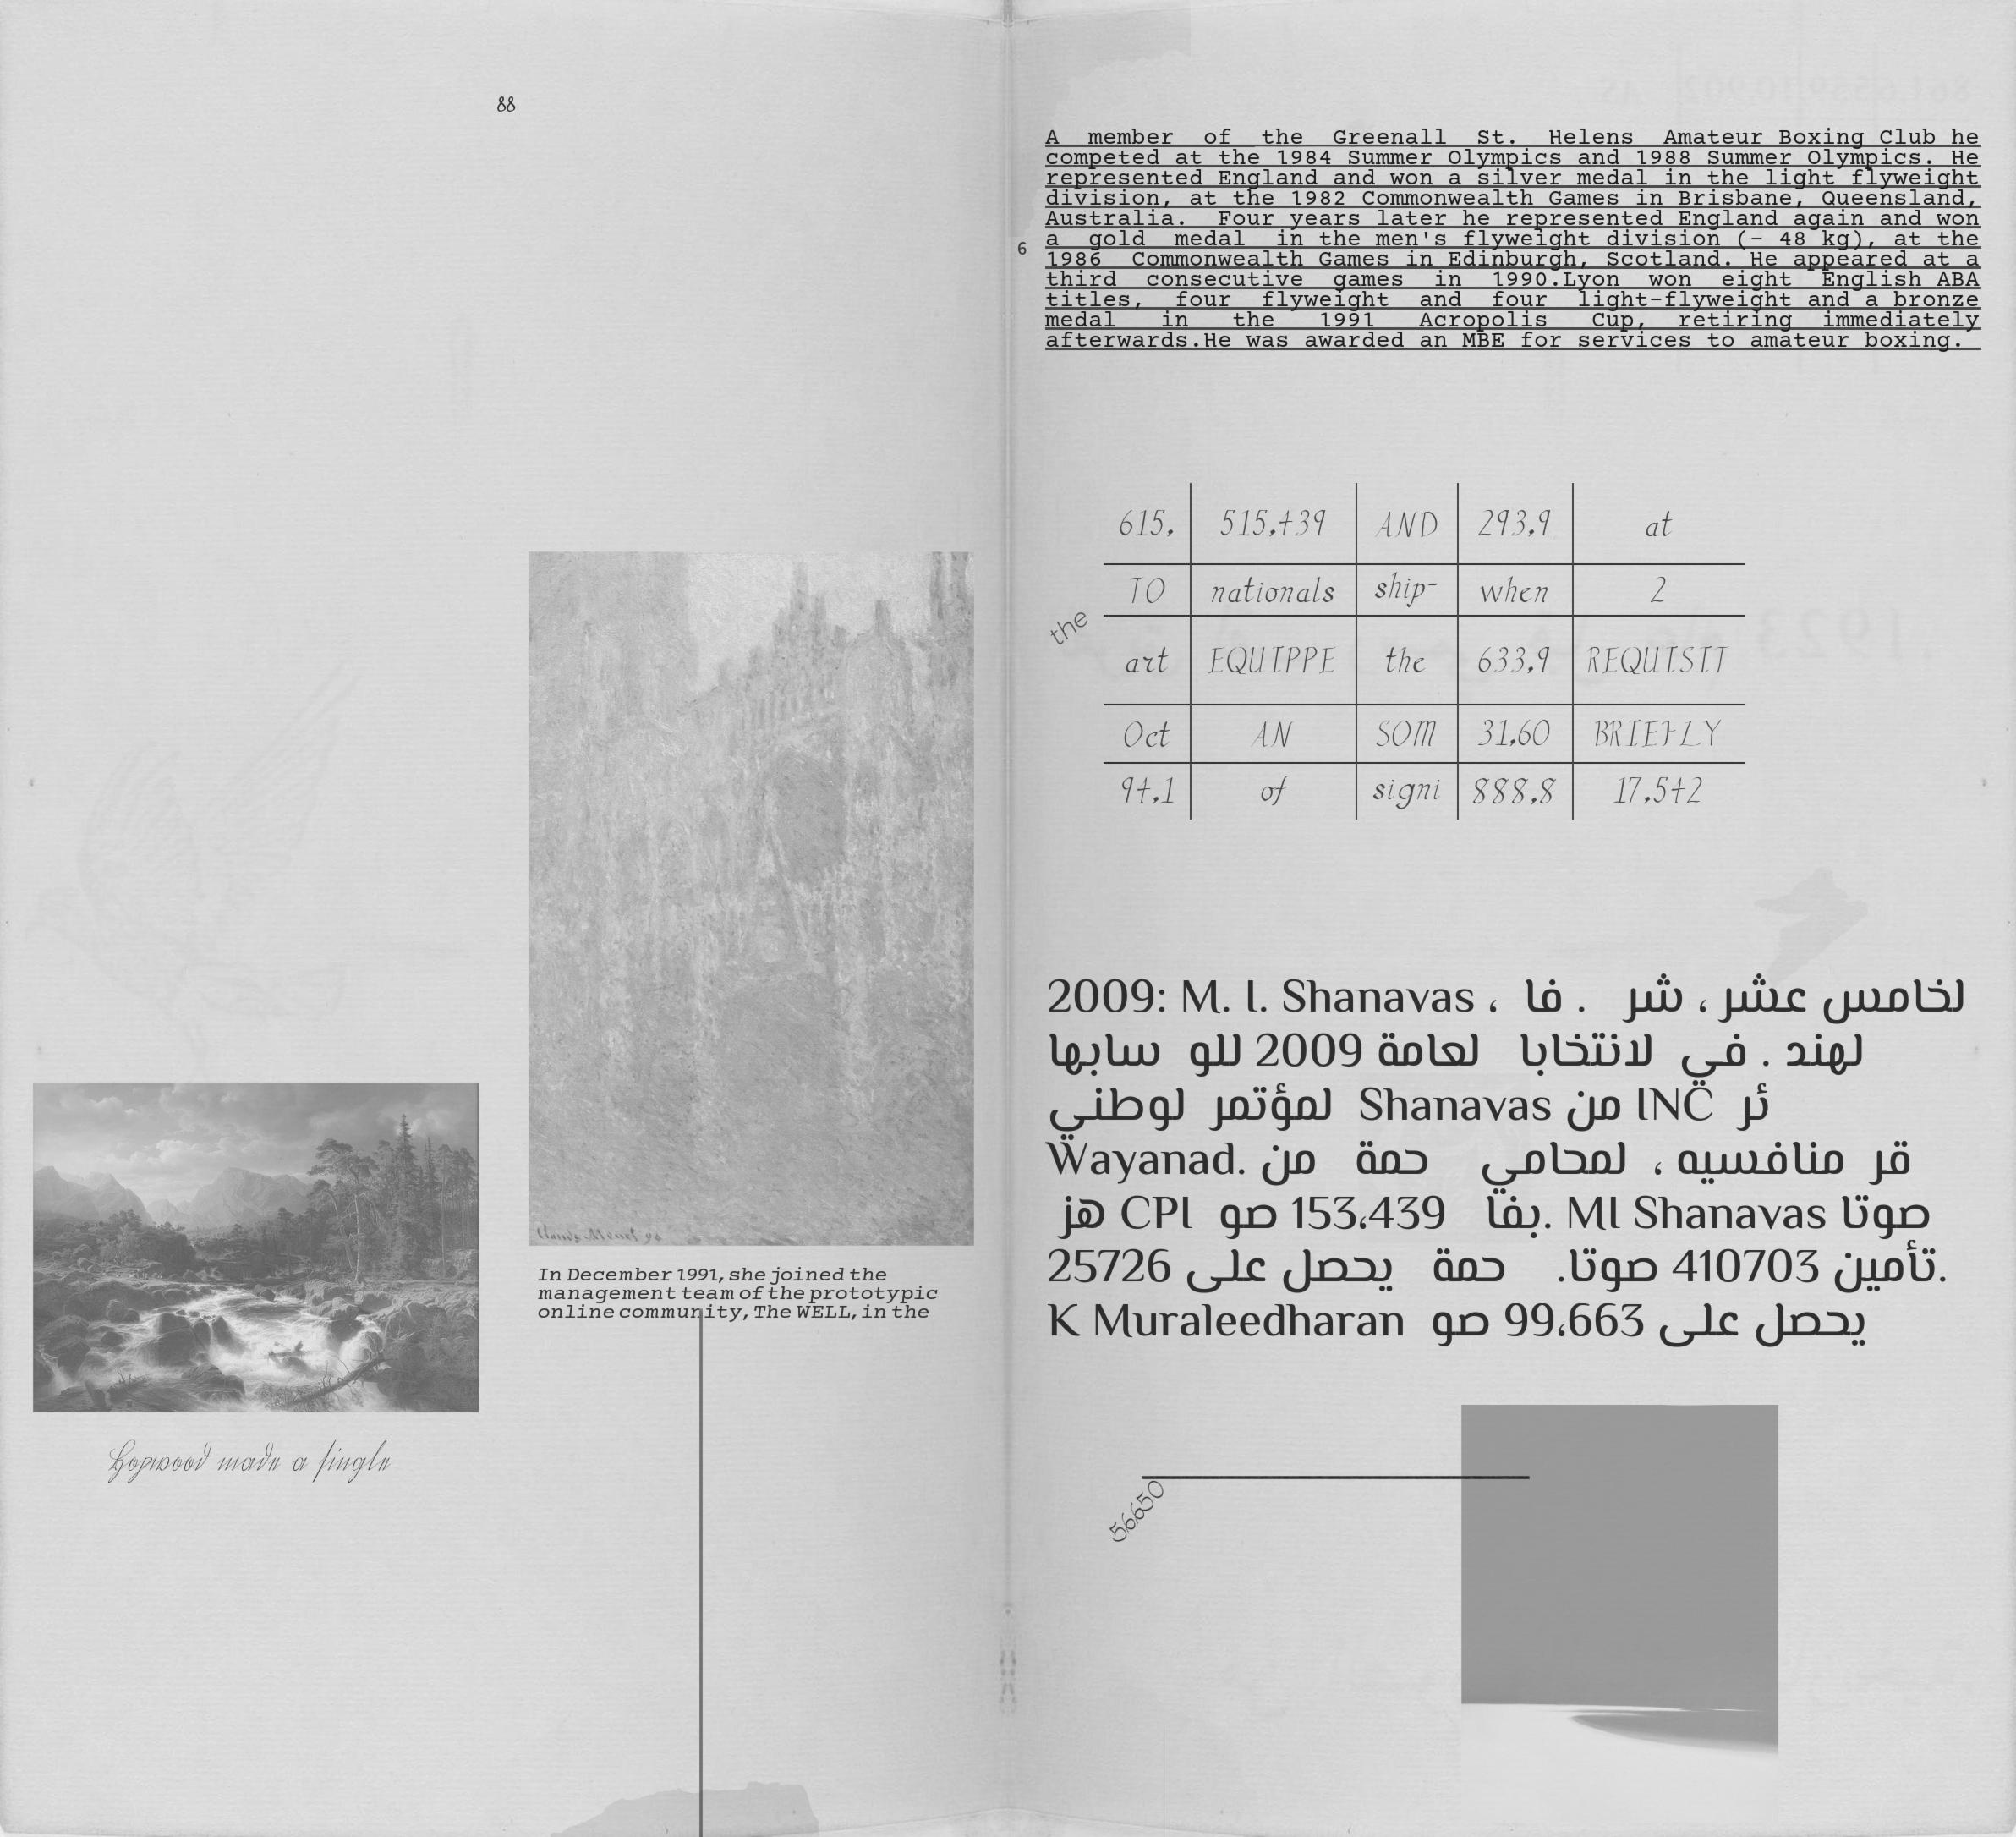 88
Claude Monet 94
In December 1991, she joined the
management team of the prototypic
online community, The WELL, in the
Hopwood made a single
A member of the Greenall St. Helens Amateur Boxing Club he
competed at the 1984 Summer Olympics and 1988 Summer Olympics. He
represented England and won a silver medal in the light flyweight
division, at the 1982 Commonwealth Games in Brisbane, Queensland,
Australia. Four years later he represented England again and won
a gold medal in the men's flyweight division (- 48 kg), at the
1986 Commonwealth Games in Edinburgh, Scotland. He appeared at a
third consecutive games in 1990.Lyon won eight English ABA
titles, four flyweight and four light-flyweight and a bronze
medal in the 1991 Acropolis Cup, retiring immediately
afterwards.He was awarded an MBE for services to amateur boxing.
6
615. 515.439 AND 293.9 at
TO nationals ship- when 2
the
art EQUIPPE the 633.9 REQUISIT
Oct AN SOM 31.60 BRIEFLY
94.1 of signi 888.8 17.542
2009: M. I. Shanavas ، فا . شر ، لخامس عشر
لهند . في لانتخابا لعامة 2009 للو سابها
لمؤتمر لوطني Shanavas من INC ئر
Wayanad. قر منافسيه ، لمحامي حمة من
هز CPI صو 153،439 بفا. MI Shanavas صوتا
25726 تأمين 410703 صوتا. حمة يحصل على.
K Muraleedharan يحصل على 99،663 صو
56650